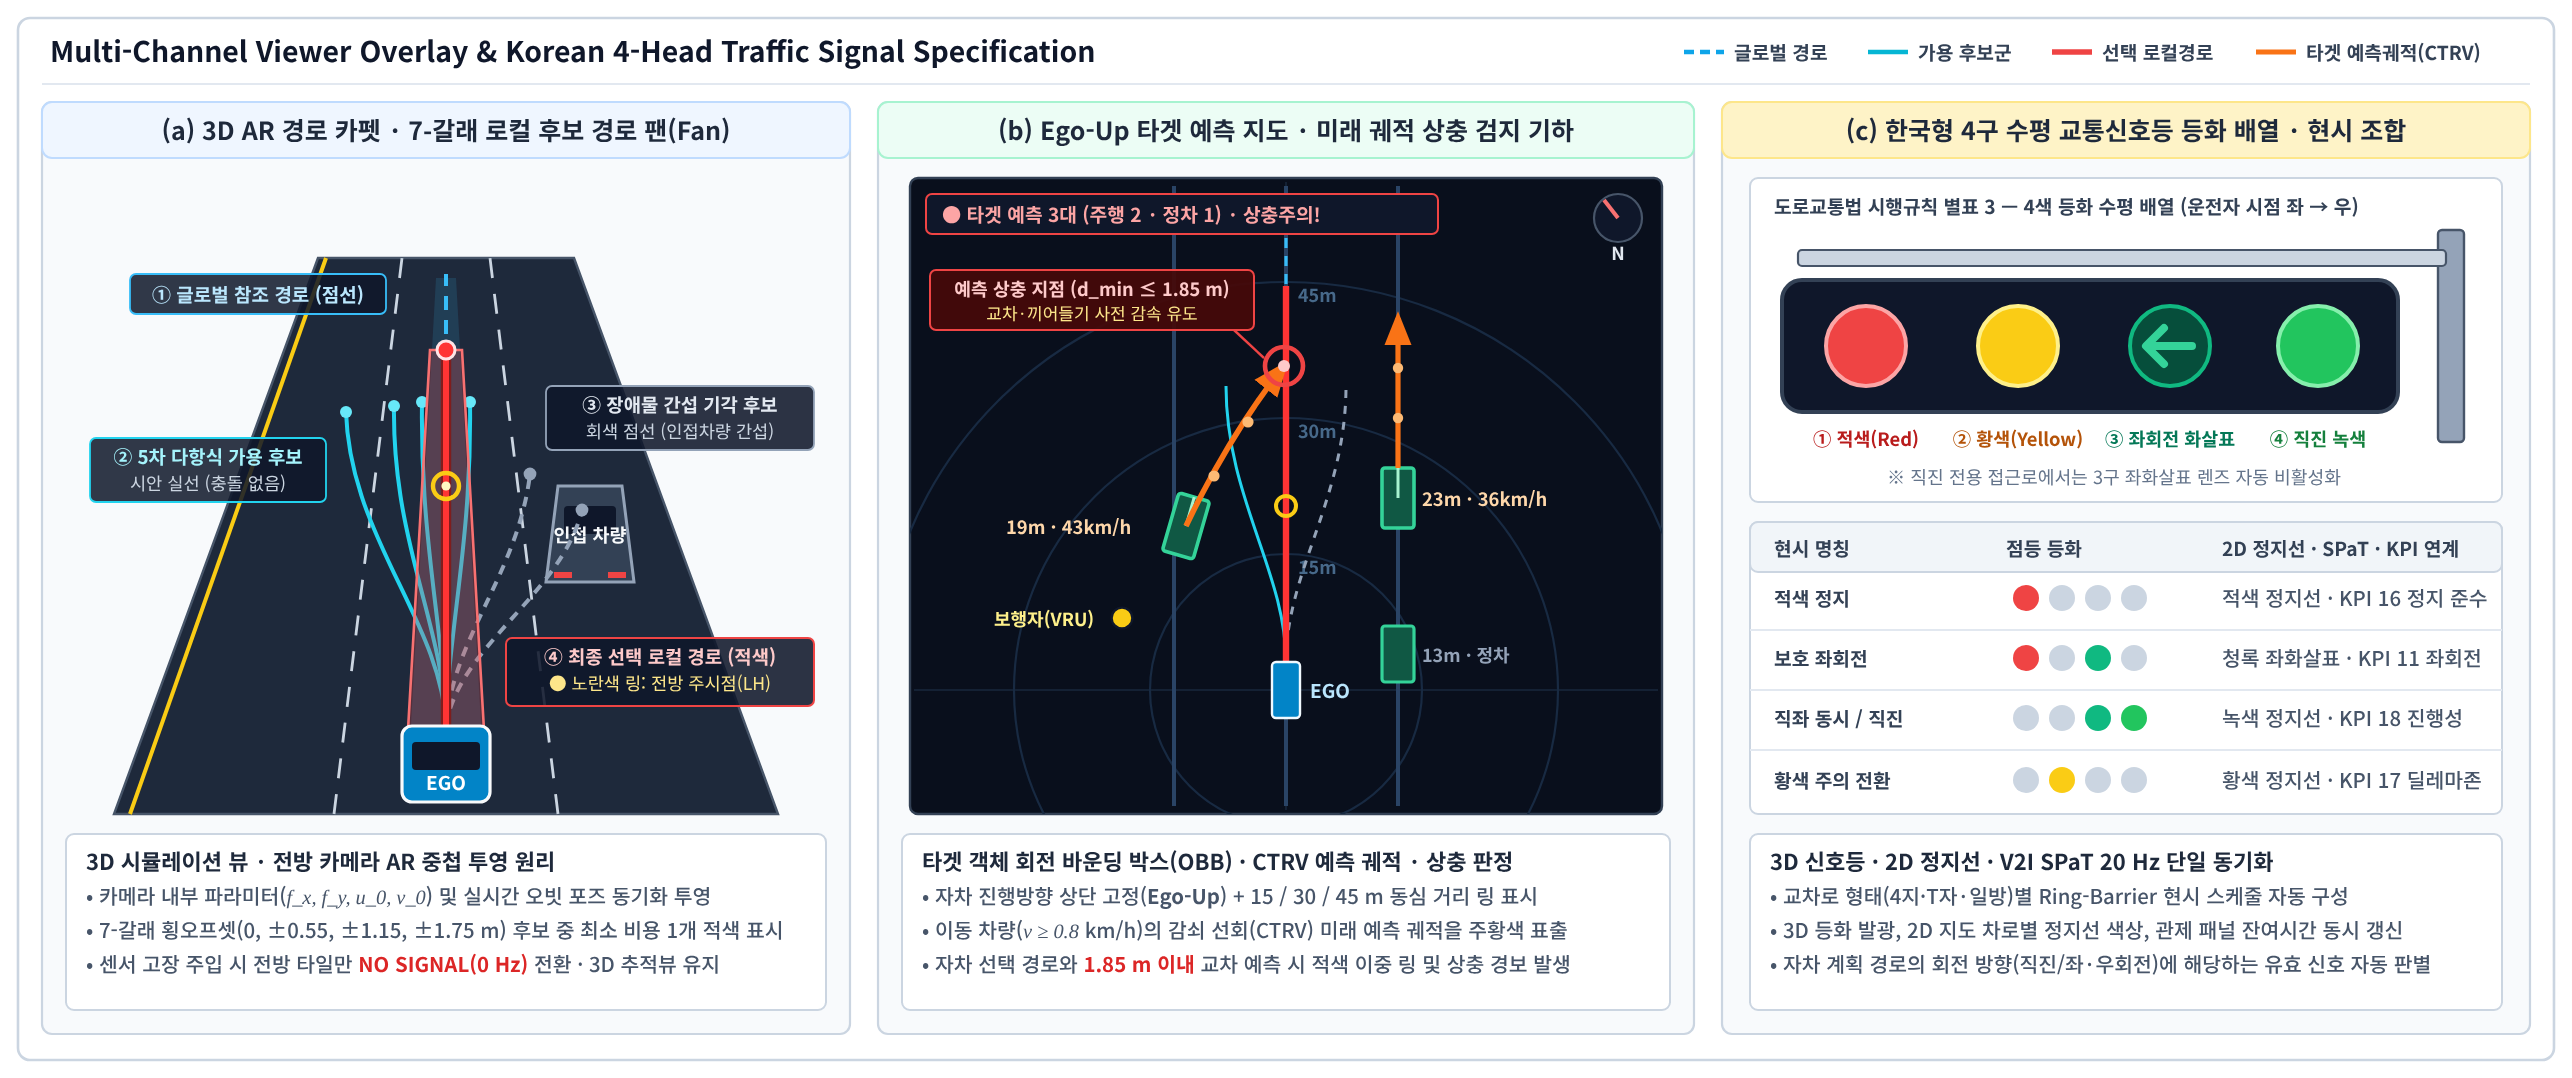 Multi-Channel Viewer Overlay & Korean 4-Head Traffic Signal Specification
글로벌 경로
가용 후보군
선택 로컬경로
타겟 예측궤적(CTRV)
(a) 3D AR 경로 카펫 · 7-갈래 로컬 후보 경로 팬(Fan)
① 글로벌 참조 경로 (점선)
③ 장애물 간섭 기각 후보
회색 점선 (인접차량 간섭)
② 5차 다항식 가용 후보
시안 실선 (충돌 없음)
인접 차량
④ 최종 선택 로컬 경로 (적색)
노란색 링: 전방 주시점(LH)
EGO
3D 시뮬레이션 뷰 · 전방 카메라 AR 중첩 투영 원리
• 카메라 내부 파라미터(f_x, f_y, u_0, v_0) 및 실시간 오빗 포즈 동기화 투영
• 7-갈래 횡오프셋(0, ±0.55, ±1.15, ±1.75 m) 후보 중 최소 비용 1개 적색 표시
• 센서 고장 주입 시 전방 타일만 NO SIGNAL(0 Hz) 전환 · 3D 추적뷰 유지
(b) Ego-Up 타겟 예측 지도 · 미래 궤적 상충 검지 기하
타겟 예측 3대 (주행 2 · 정차 1) · 상충주의!
N
예측 상충 지점 (d_min ≤ 1.85 m)
교차·끼어들기 사전 감속 유도
45m
30m
15m
23m · 36km/h
19m · 43km/h
보행자(VRU)
13m · 정차
EGO
타겟 객체 회전 바운딩 박스(OBB) · CTRV 예측 궤적 · 상충 판정
• 자차 진행방향 상단 고정(Ego-Up) + 15 / 30 / 45 m 동심 거리 링 표시
• 이동 차량(v ≥ 0.8 km/h)의 감쇠 선회(CTRV) 미래 예측 궤적을 주황색 표출
• 자차 선택 경로와 1.85 m 이내 교차 예측 시 적색 이중 링 및 상충 경보 발생
(c) 한국형 4구 수평 교통신호등 등화 배열 · 현시 조합
도로교통법 시행규칙 별표 3 — 4색 등화 수평 배열 (운전자 시점 좌 → 우)
① 적색(Red)
② 황색(Yellow)
③ 좌회전 화살표
④ 직진 녹색
※ 직진 전용 접근로에서는 3구 좌화살표 렌즈 자동 비활성화
현시 명칭
점등 등화
2D 정지선 · SPaT · KPI 연계
적색 정지
적색 정지선 · KPI 16 정지 준수
보호 좌회전
청록 좌화살표 · KPI 11 좌회전
직좌 동시 / 직진
녹색 정지선 · KPI 18 진행성
황색 주의 전환
황색 정지선 · KPI 17 딜레마존
3D 신호등 · 2D 정지선 · V2I SPaT 20 Hz 단일 동기화
• 교차로 형태(4지·T자·일방)별 Ring-Barrier 현시 스케줄 자동 구성
• 3D 등화 발광, 2D 지도 차로별 정지선 색상, 관제 패널 잔여시간 동시 갱신
• 자차 계획 경로의 회전 방향(직진/좌·우회전)에 해당하는 유효 신호 자동 판별